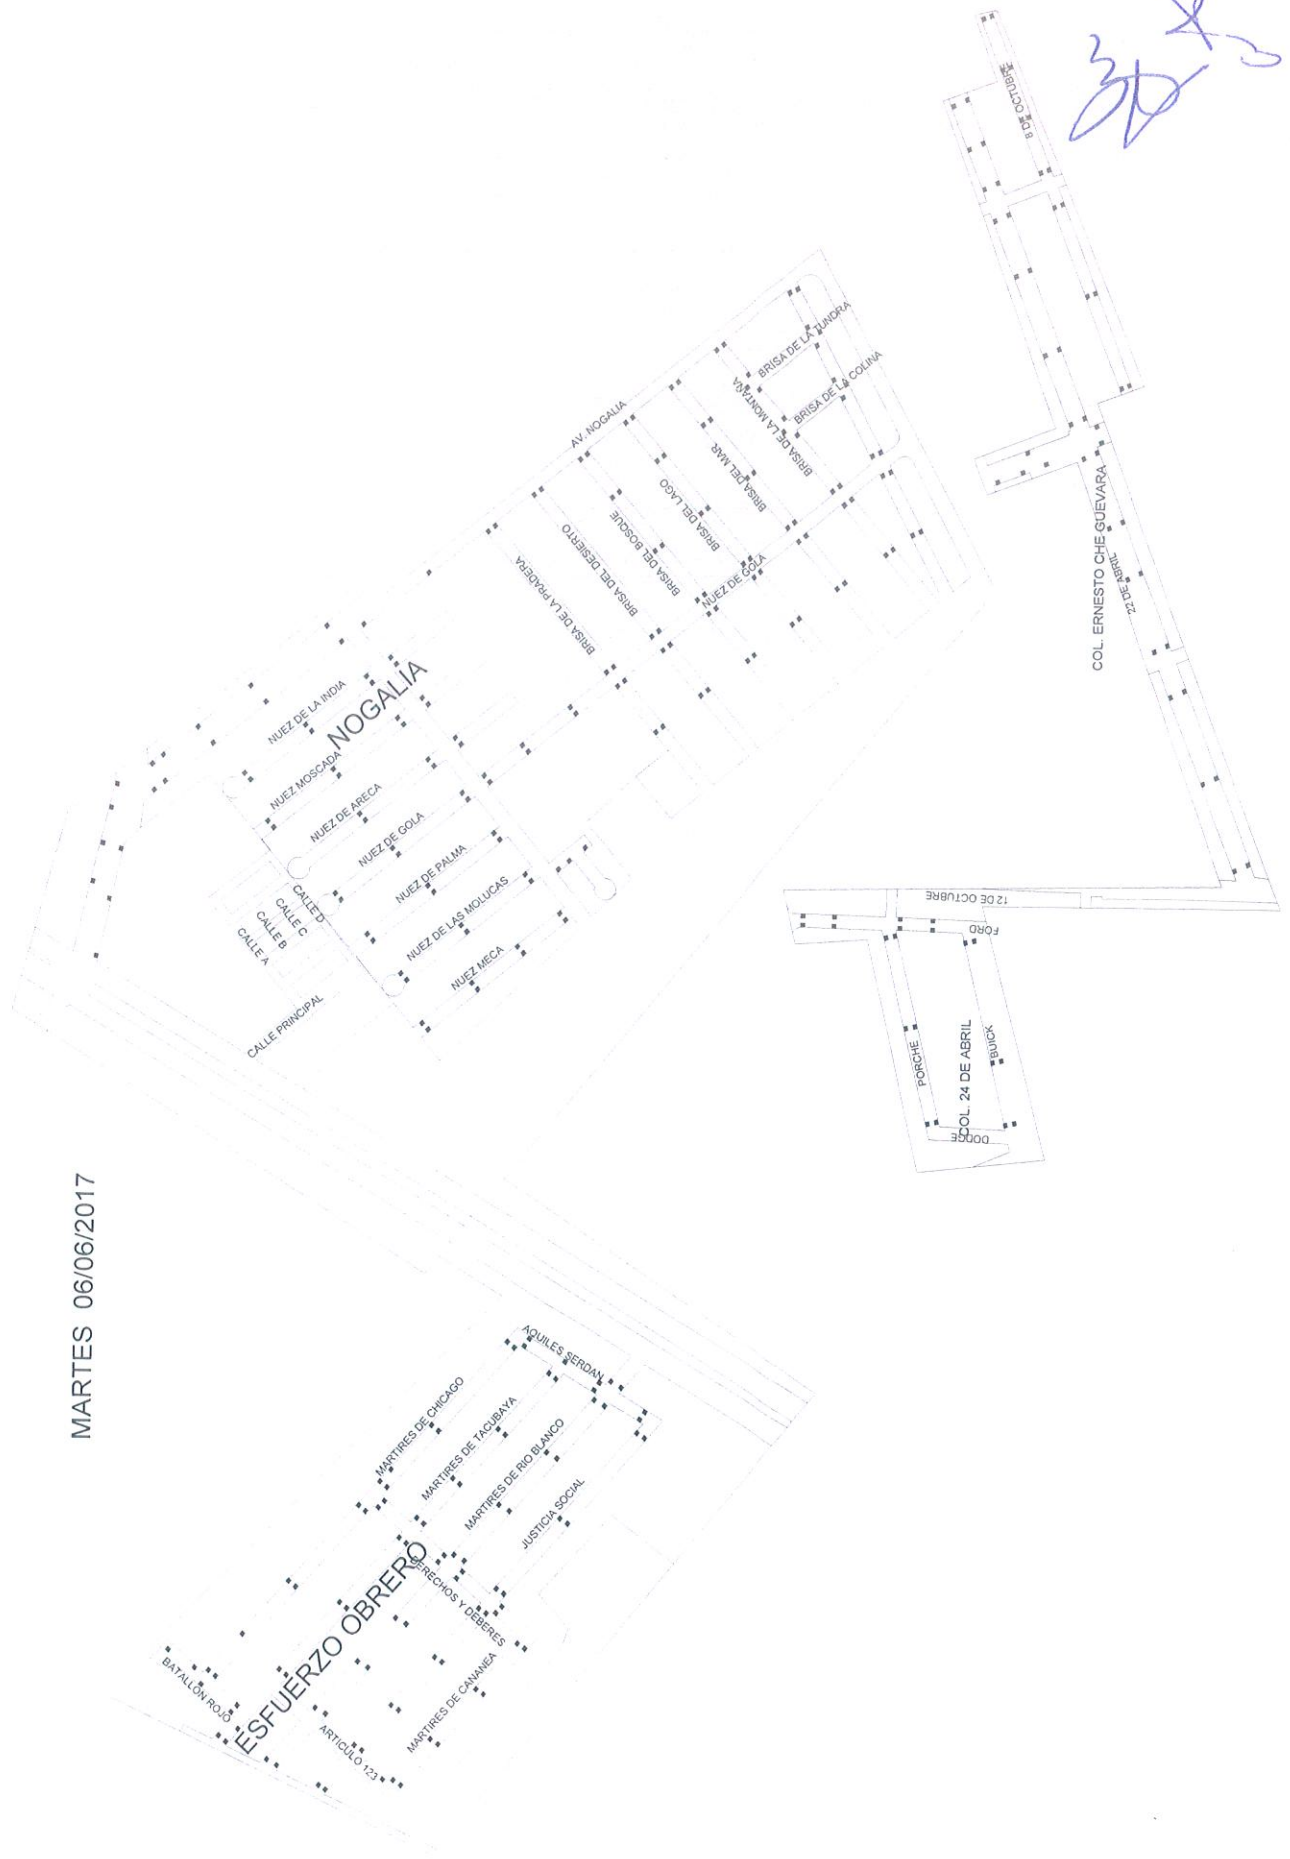 MARTES 06/06/2017
8 DE OCTUBRE
AV. NOGALIA
BRISA DE LA TUNDRA
BRISA DE LA COLINA
BRISA DE LA MONTAÑA
BRISA DEL MAR
BRISA DEL LAGO
BRISA DEL BOSQUE
BRISA DEL DESIERTO
BRISA DE LA PRADERA
NUEZ DE GOLA
COL. ERNESTO CHE GUEVARA
22 DE ABRIL
NOGALIA
NUEZ DE LA INDIA
NUEZ MOSCADA
NUEZ DE ARECA
NUEZ DE GOLA
NUEZ DE PALMA
NUEZ DE LAS MOLUCAS
NUEZ MECA
CALLE D
CALLE C
CALLE B
CALLE A
CALLE PRINCIPAL
12 DE OCTUBRE
FORD
PORCHE
COL. 24 DE ABRIL
BUICK
DODGE
AQUILES SERDAN
MARTIRES DE CHICAGO
MARTIRES DE TACUBAYA
MARTIRES DE RIO BLANCO
JUSTICIA SOCIAL
ESFUERZO OBRERO
DERECHOS Y DEBERES
BATALLÓN ROJO
ARTICULO 123
MARTIRES DE CANANEA